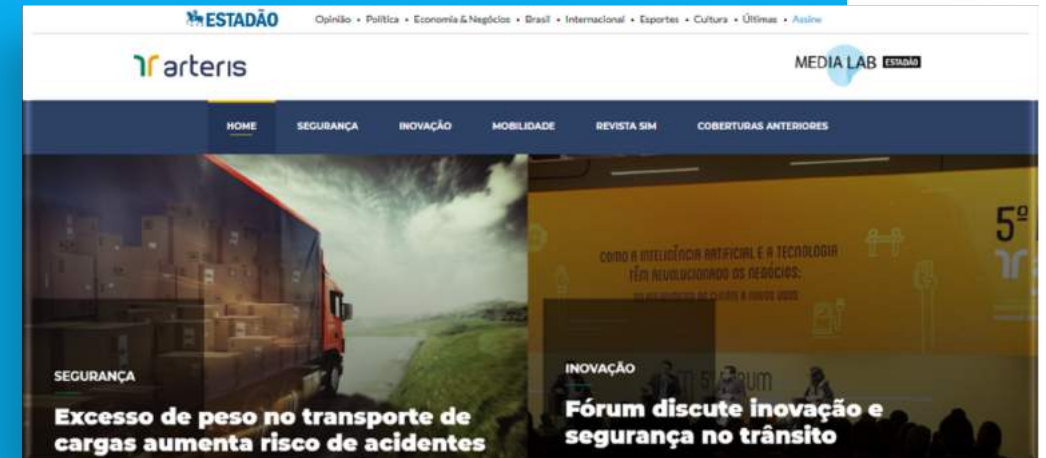 ESTADÃO
Opinião • Política • Economia & Negócios • Brasil • Internacional • Esportes • Cultura • Últimas • Assine
arteris
MEDIA LAB ESTADÃO
HOME SEGURANÇA INOVAÇÃO MOBILIDADE REVISTA SIM COBERTURAS ANTERIORES
5º
COMO A INTELIGÊNCIA ARTIFICIAL E A TECNOLOGIA
TÊM REVOLUCIONADO OS NEGÓCIOS:
SEGURANÇA
Excesso de peso no transporte de
cargas aumenta risco de acidentes
INOVAÇÃO
Fórum discute inovação e
segurança no trânsito